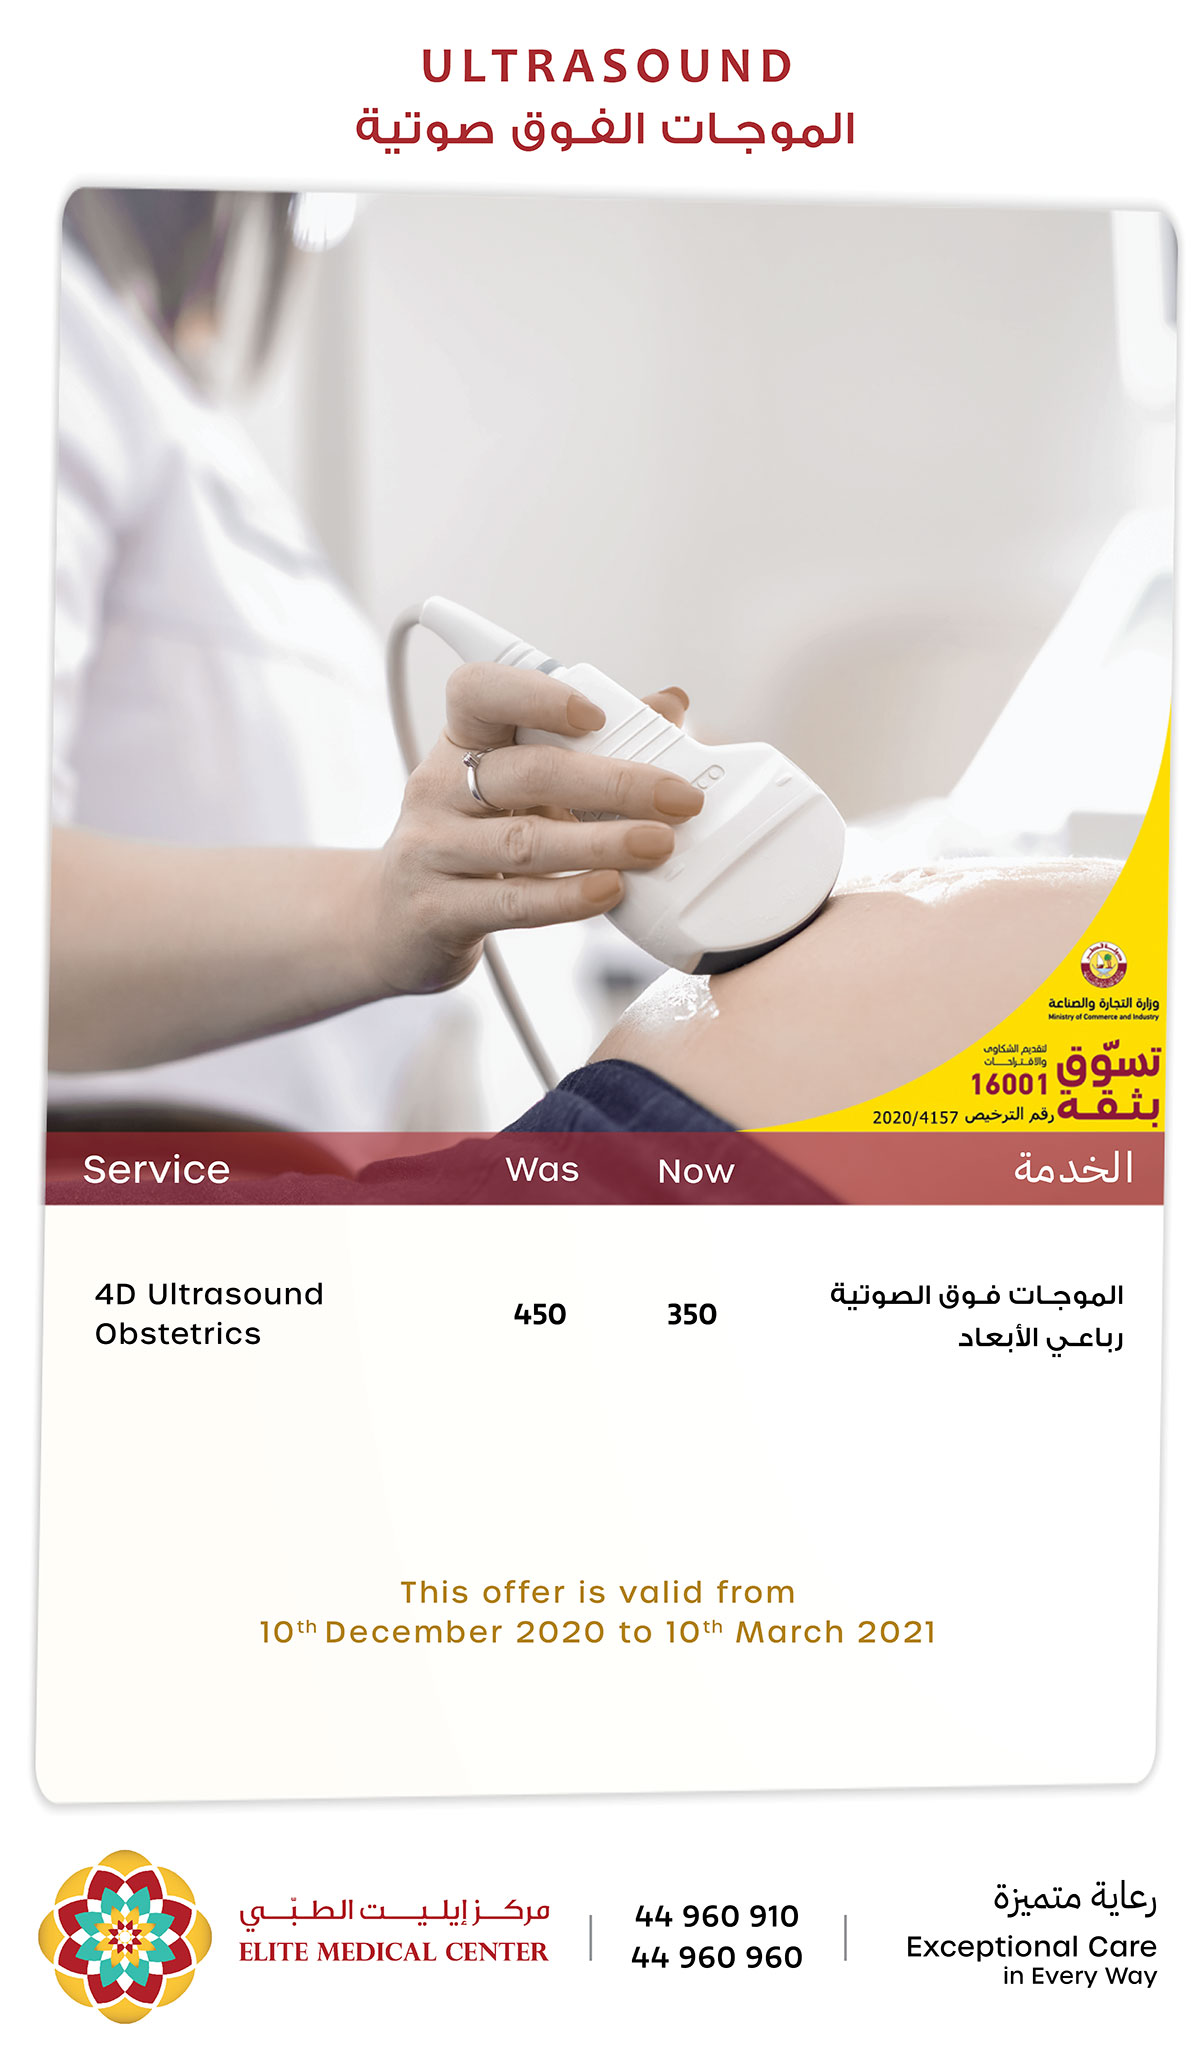 ULTRASOUND
الموجات الفوق صوتية
وزارة التجارة والصناعة
Ministry of Commerce and Industry
لتقديم الشكاوى
والاقتراحات
16001
تسوّق
بثقة
رقم الترخيص 2020/4157
Service Was Now الخدمة
4D Ultrasound
Obstetrics
450 350
الموجات فوق الصوتية
رباعي الأبعاد
This offer is valid from
10th December 2020 to 10th March 2021
مركز إيليت الطبّي
ELITE MEDICAL CENTER
44 960 910
44 960 960
رعاية متميزة
Exceptional Care
in Every Way